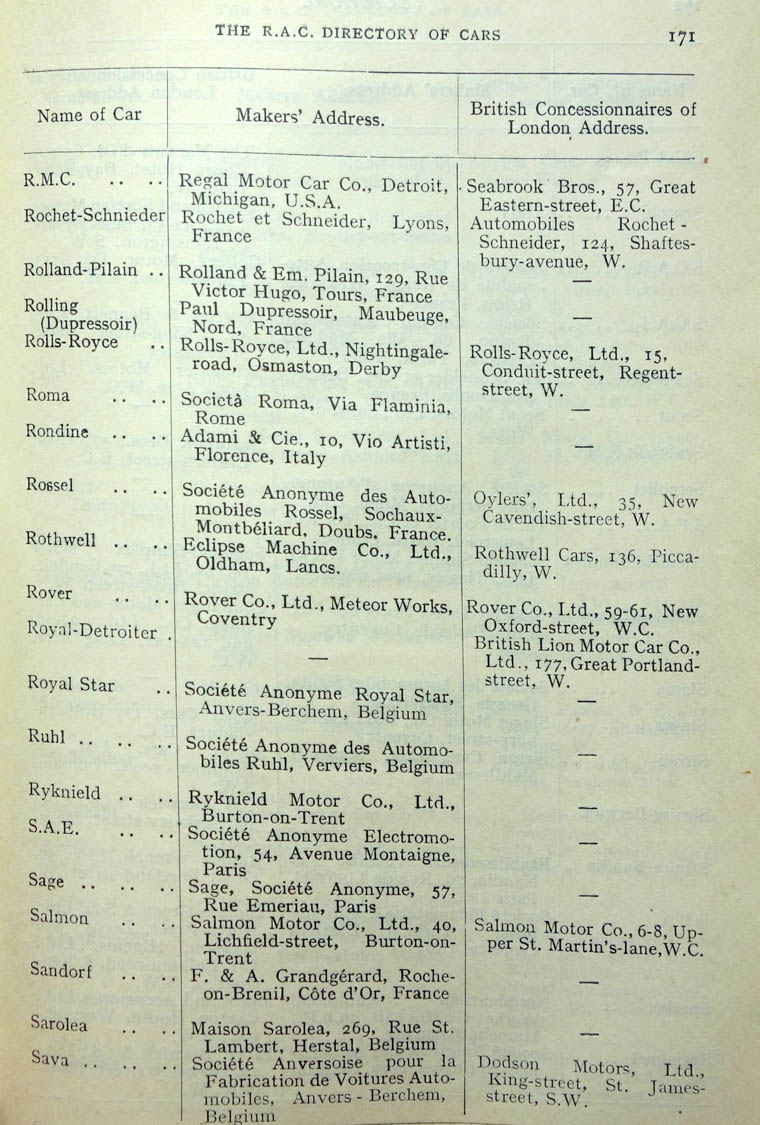 THE R.A.C. DIRECTORY OF CARS 171
Name of Car
Makers' Address.
British Concessionnaires of
London Address.
R.M.C. .. ..
Regal Motor Car Co., Detroit,
Michigan, U.S.A.
Seabrook Bros., 57, Great
Eastern-street, E.C.
Rochet-Schnieder
Rochet et Schneider, Lyons,
France
Automobiles Rochet-
Schneider, 124, Shaftes-
bury-avenue, W.
Rolland-Pilain ..
Rolland & Em. Pilain, 129, Rue
Victor Hugo, Tours, France
—
Rolling
(Dupressoir)
Paul Dupressoir, Maubeuge,
Nord, France
—
Rolls-Royce ..
Rolls-Royce, Ltd., Nightingale-
road, Osmaston, Derby
Rolls-Royce, Ltd., 15,
Conduit-street, Regent-
street, W.
Roma .. ..
Società Roma, Via Flaminia,
Rome
—
Rondine .. ..
Adami & Cie., 10, Vio Artisti,
Florence, Italy
—
Rossel .. ..
Société Anonyme des Auto-
mobiles Rossel, Sochaux-
Montbéliard, Doubs, France.
Oylers', Ltd., 35, New
Cavendish-street, W.
Rothwell .. ..
Eclipse Machine Co., Ltd.,
Oldham, Lancs.
Rothwell Cars, 136, Picca-
dilly, W.
Rover .. ..
Rover Co., Ltd., Meteor Works,
Coventry
Rover Co., Ltd., 59-61, New
Oxford-street, W.C.
Royal-Detroiter .
—
British Lion Motor Car Co.,
Ltd., 177, Great Portland-
street, W.
Royal Star ..
Société Anonyme Royal Star,
Anvers-Berchem, Belgium
—
Ruhl .. .. ..
Société Anonyme des Automo-
biles Ruhl, Verviers, Belgium
—
Ryknield .. ..
Ryknield Motor Co., Ltd.,
Burton-on-Trent
—
S.A.E. .. ..
Société Anonyme Electromo-
tion, 54, Avenue Montaigne,
Paris
—
Sage .. .. ..
Sage, Société Anonyme, 57,
Rue Emeriau, Paris
—
Salmon .. ..
Salmon Motor Co., Ltd., 40,
Lichfield-street, Burton-on-
Trent
Salmon Motor Co., 6-8, Up-
per St. Martin's-lane, W.C.
Sandorf .. ..
F. & A. Grandgérard, Roche-
on-Brenil, Côte d'Or, France
—
Sarolea .. ..
Maison Sarolea, 269, Rue St.
Lambert, Herstal, Belgium
—
Sava .. .. ..
Société Anversoise pour la
Fabrication de Voitures Auto-
mobiles, Anvers-Berchem,
Belgium
Dodson Motors, Ltd.,
King-street, St. James-
street, S.W.